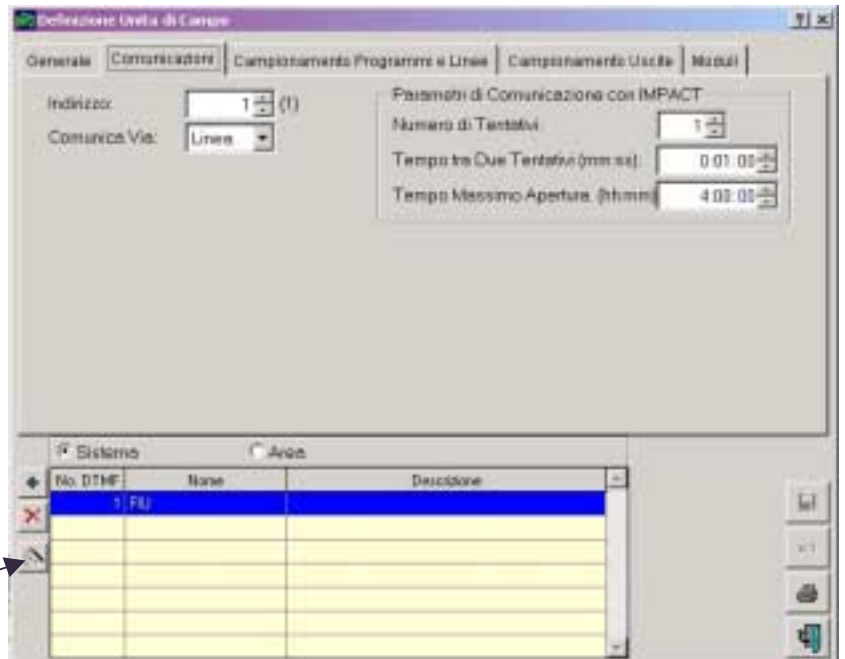 Definizione Unita di Campo
Generale Comunicazioni Campionamento Programmi e Linee Campionamento Uscite Moduli
Indirizzo: 1 (1)
Comunica Via: Linea
Parametri di Comunicazione con IMPACT
Numero di Tentativi 1
Tempo tra Due Tentativi (mm:ss): 0:01:00
Tempo Massimo Apertura. (hh:mm) 4:00:00
Sistema Area
No. DTMF Nome Descrizione
1 FIU